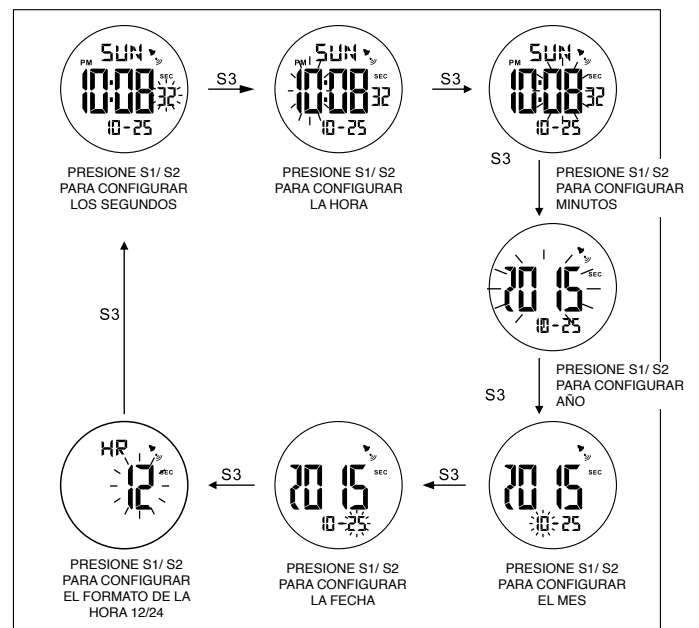 SUN
PM
10:08
SEC
32
10-25
PRESIONE S1/ S2
PARA CONFIGURAR
LOS SEGUNDOS
S3
SUN
PM
10:08
SEC
32
10-25
PRESIONE S1/ S2
PARA CONFIGURAR
LA HORA
S3
SUN
PM
10:08
SEC
32
10-25
S3
PRESIONE S1/ S2
PARA CONFIGURAR
MINUTOS
2015
SEC
10-25
S3
PRESIONE S1/ S2
PARA CONFIGURAR
AÑO
2015
SEC
10-25
PRESIONE S1/ S2
PARA CONFIGURAR
EL MES
S3
2015
SEC
10-25
PRESIONE S1/ S2
PARA CONFIGURAR
LA FECHA
S3
HR
12
SEC
PRESIONE S1/ S2
PARA CONFIGURAR
EL FORMATO DE LA
HORA 12/24
S3